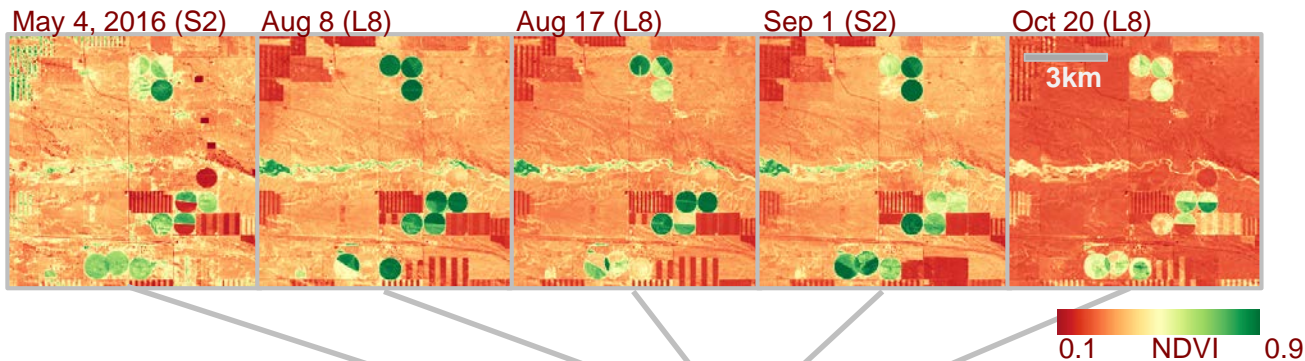 May 4, 2016 (S2) Aug 8 (L8) Aug 17 (L8) Sep 1 (S2) Oct 20 (L8)
3km
0.1 NDVI 0.9